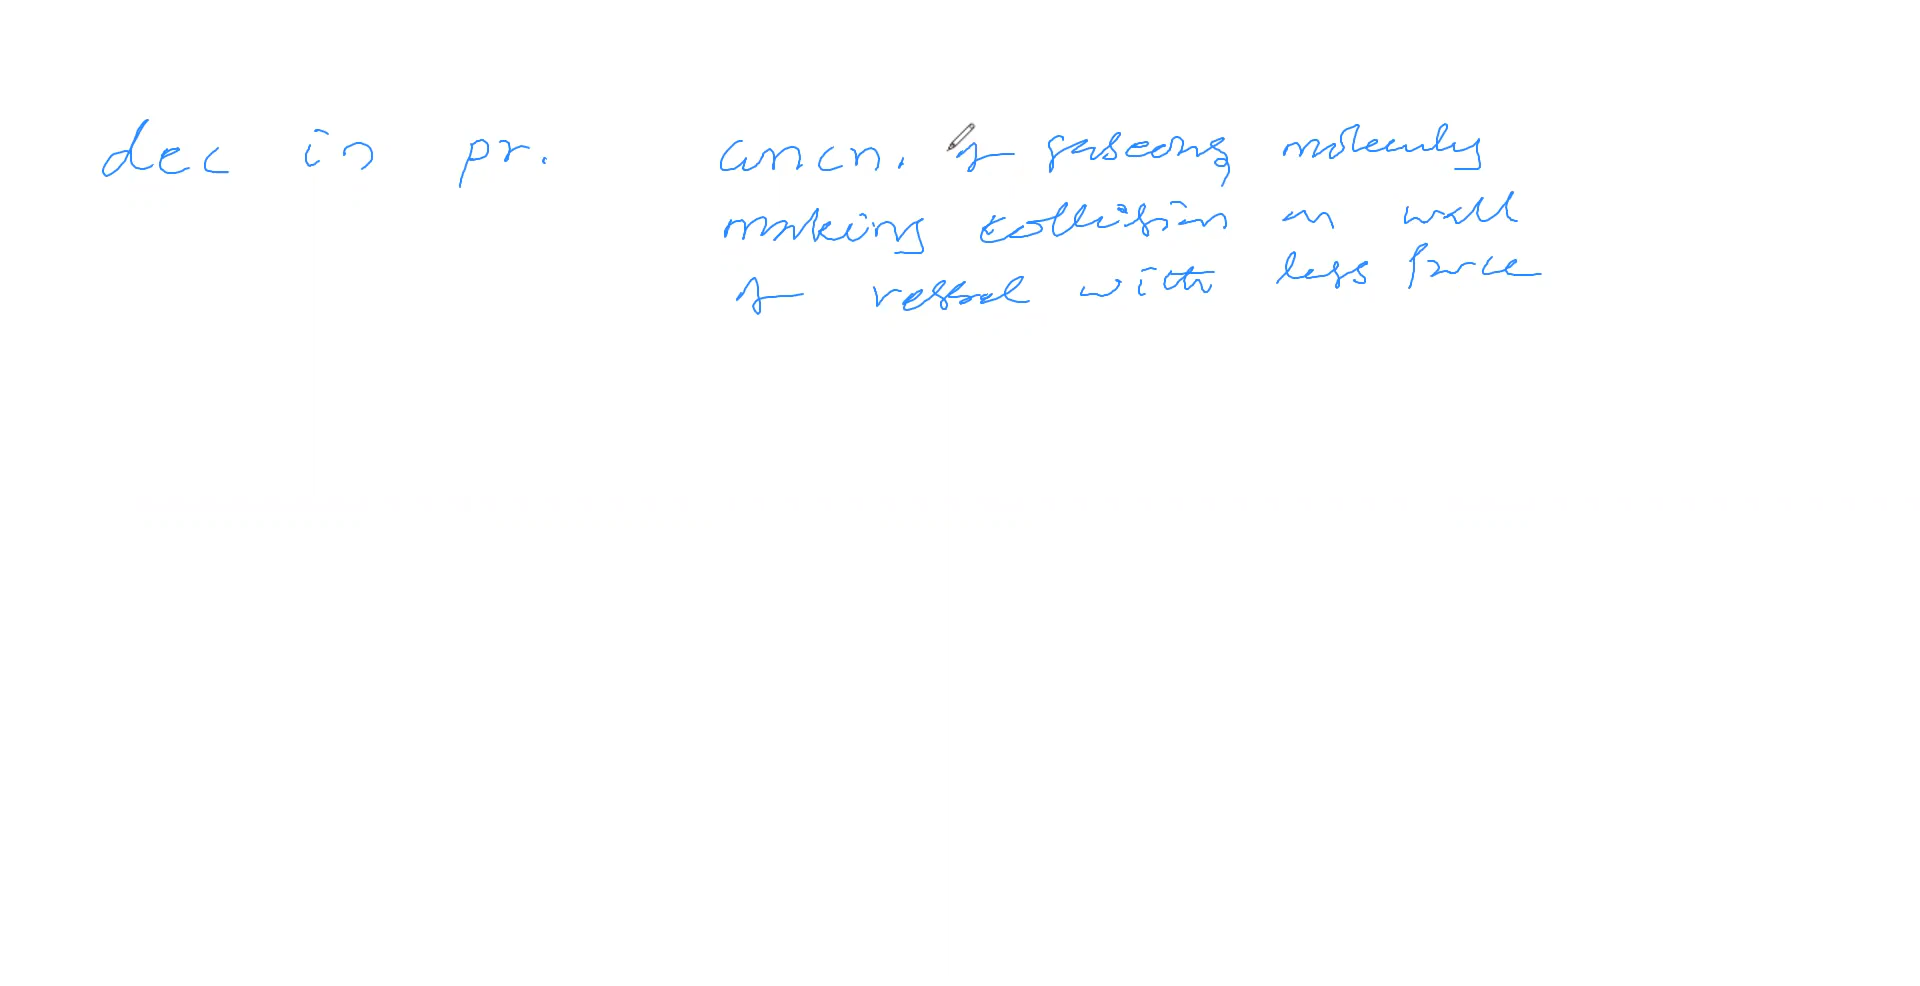 dec in pr. concn. of gaseous molecules
making collision on wall
of vessel with less force